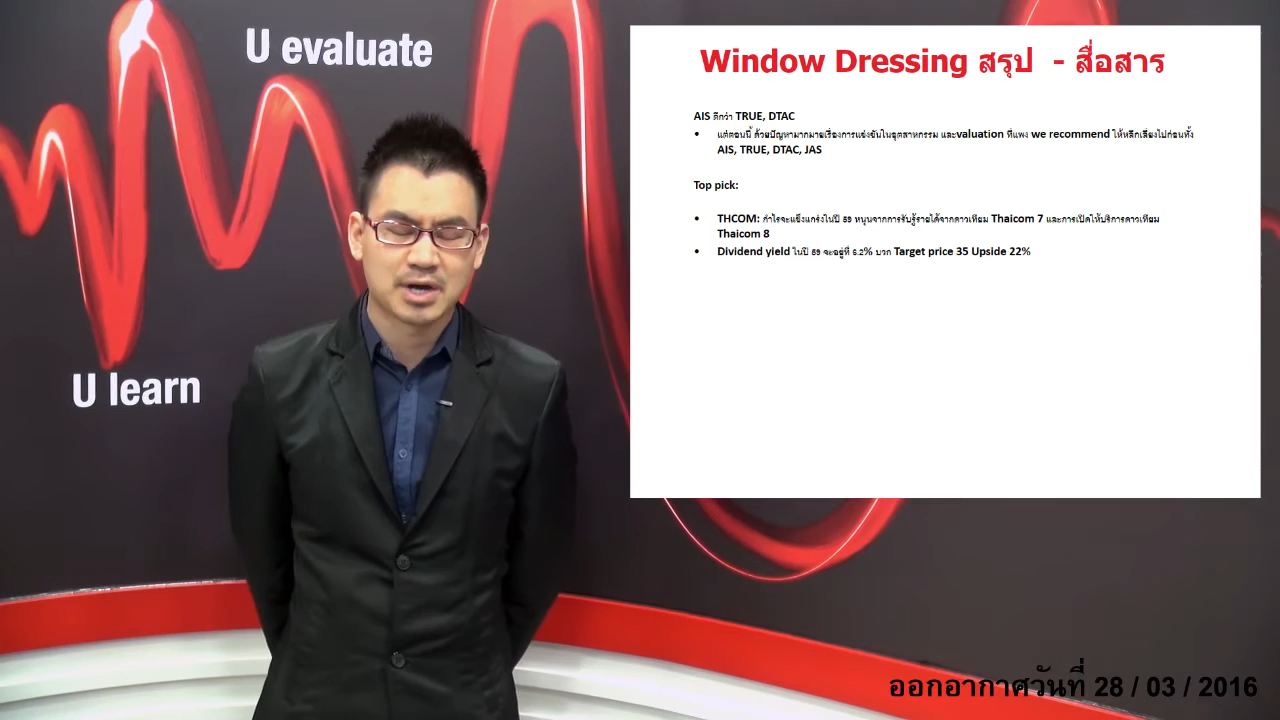 U evaluate
U learn
Window Dressing สรุป - สื่อสาร
AIS ดีกว่า TRUE, DTAC
• แต่ตอนนี้ ด้วยปัญหามากมายเรื่องการแข่งขันในอุตสาหกรรม และvaluation ที่แพง we recommend ให้หลีกเลี่ยงไปก่อนทั้ง
AIS, TRUE, DTAC, JAS
Top pick:
• THCOM: กำไรจะแข็งแกร่งในปี 59 หนุนจากการรับรู้รายได้จากดาวเทียม Thaicom 7 และการเปิดให้บริการดาวเทียม
Thaicom 8
• Dividend yield ในปี 59 จะอยู่ที่ 6.2% บวก Target price 35 Upside 22%
ออกอากาศวันที่ 28 / 03 / 2016